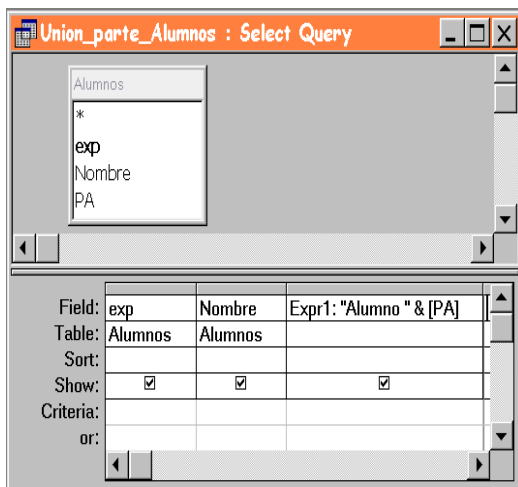 Union_parte_Alumnos : Select Query
Alumnos
*
exp
Nombre
PA
Field: exp Nombre Expr1: "Alumno " & [PA]
Table: Alumnos Alumnos
Sort:
Show:
Criteria:
or: